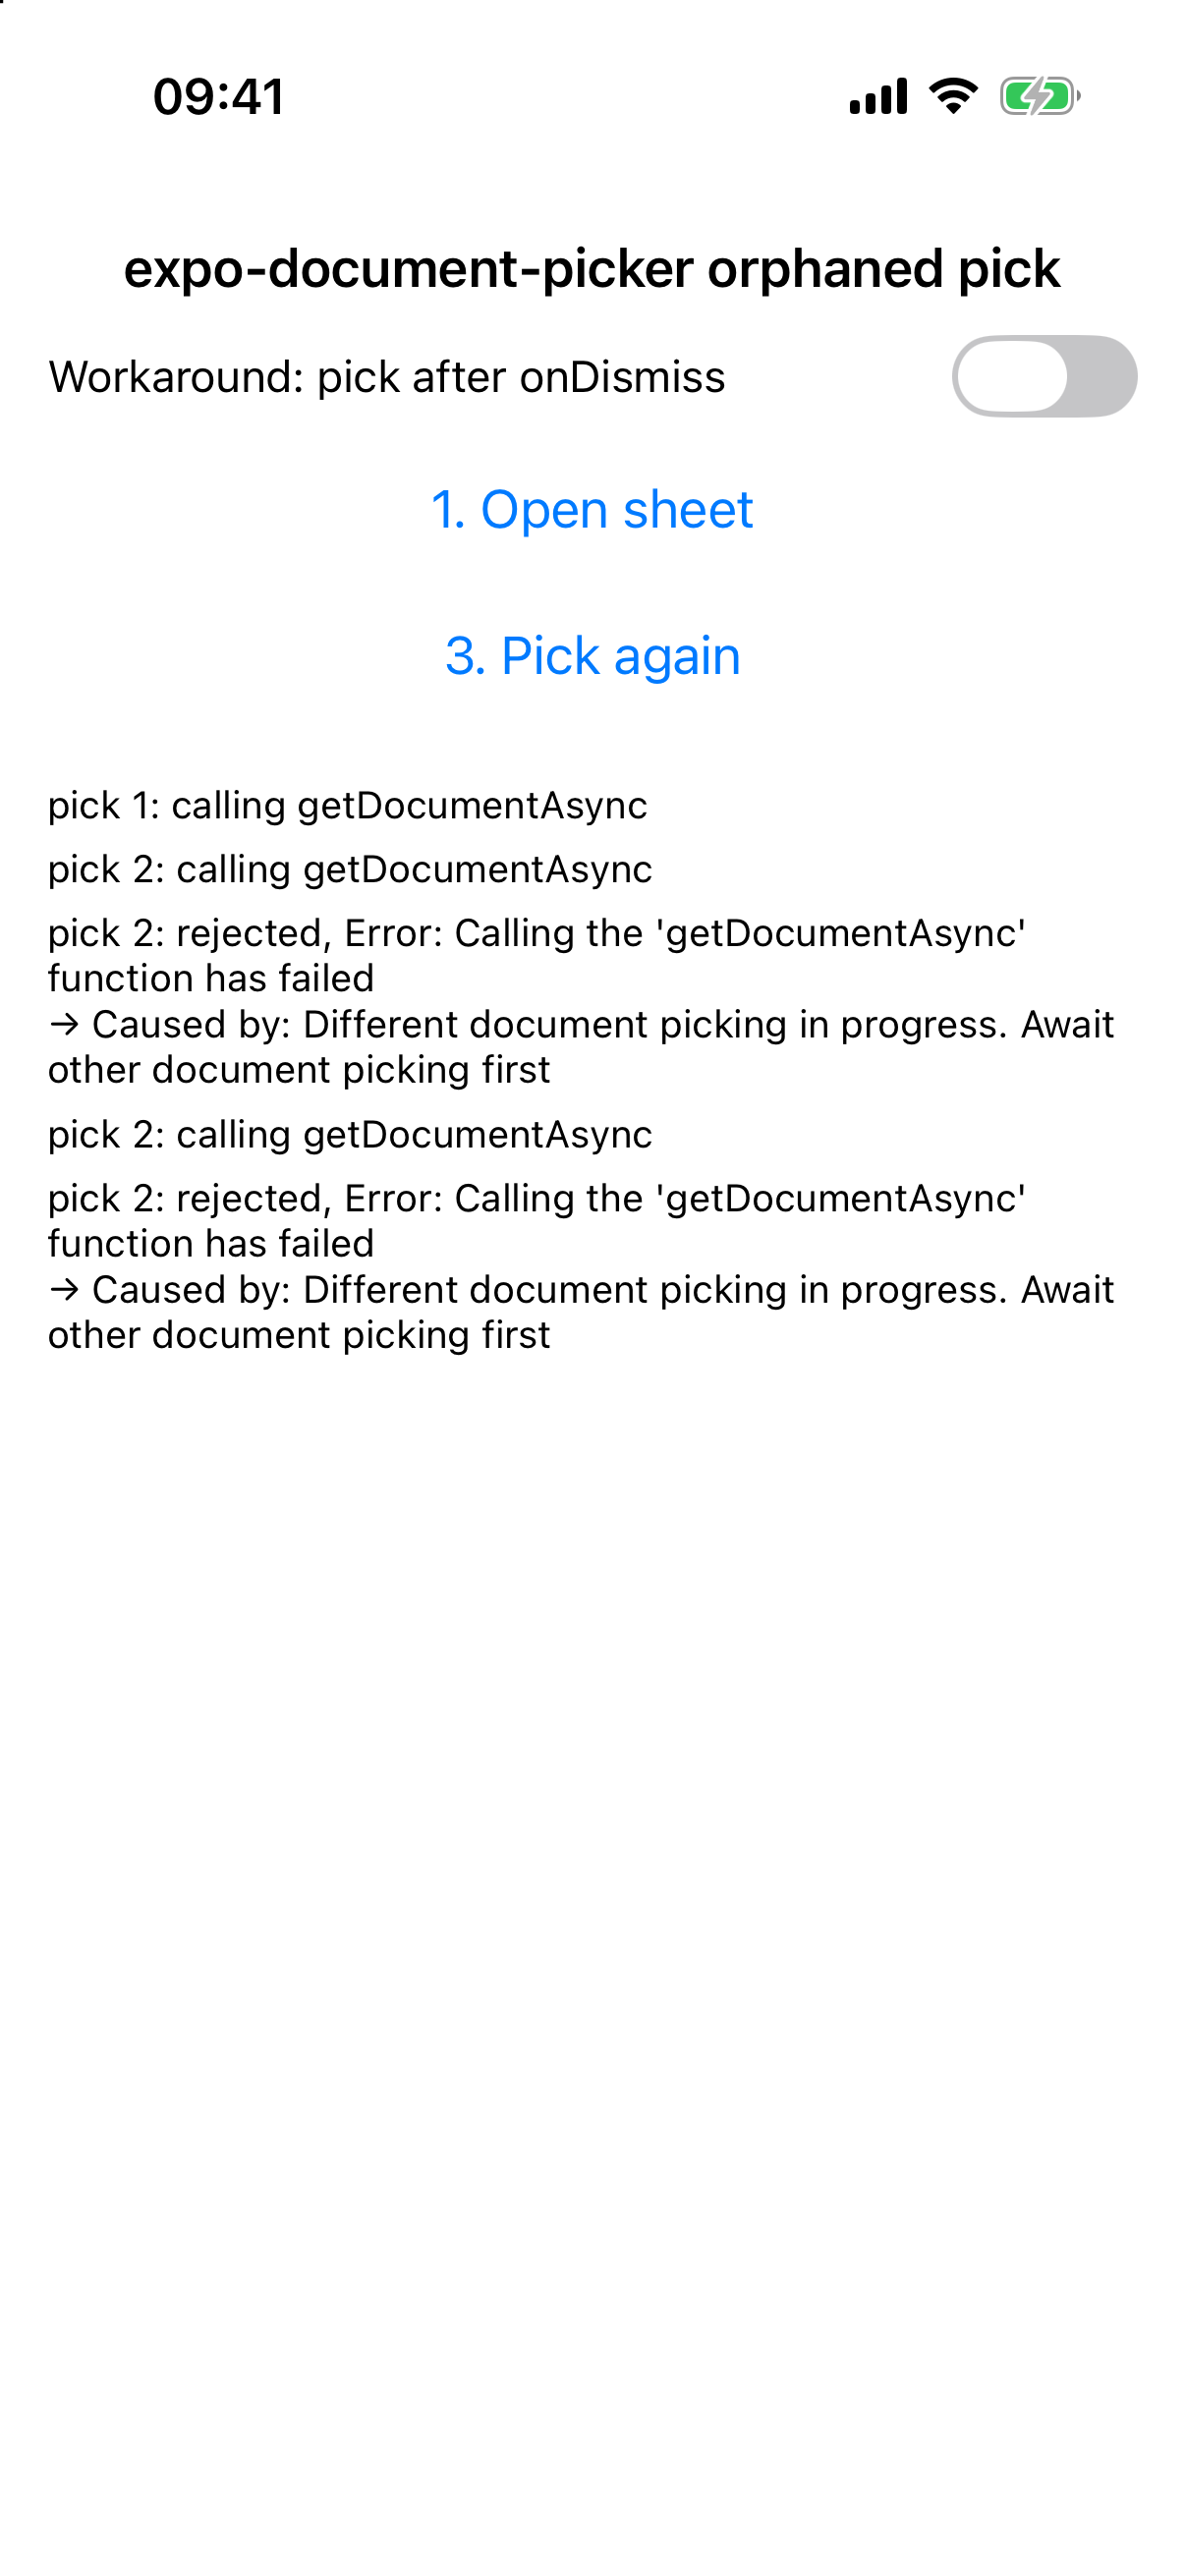 09:41
expo-document-picker orphaned pick
Workaround: pick after onDismiss
1. Open sheet
3. Pick again
pick 1: calling getDocumentAsync
pick 2: calling getDocumentAsync
pick 2: rejected, Error: Calling the 'getDocumentAsync'
function has failed
→ Caused by: Different document picking in progress. Await
other document picking first
pick 2: calling getDocumentAsync
pick 2: rejected, Error: Calling the 'getDocumentAsync'
function has failed
→ Caused by: Different document picking in progress. Await
other document picking first